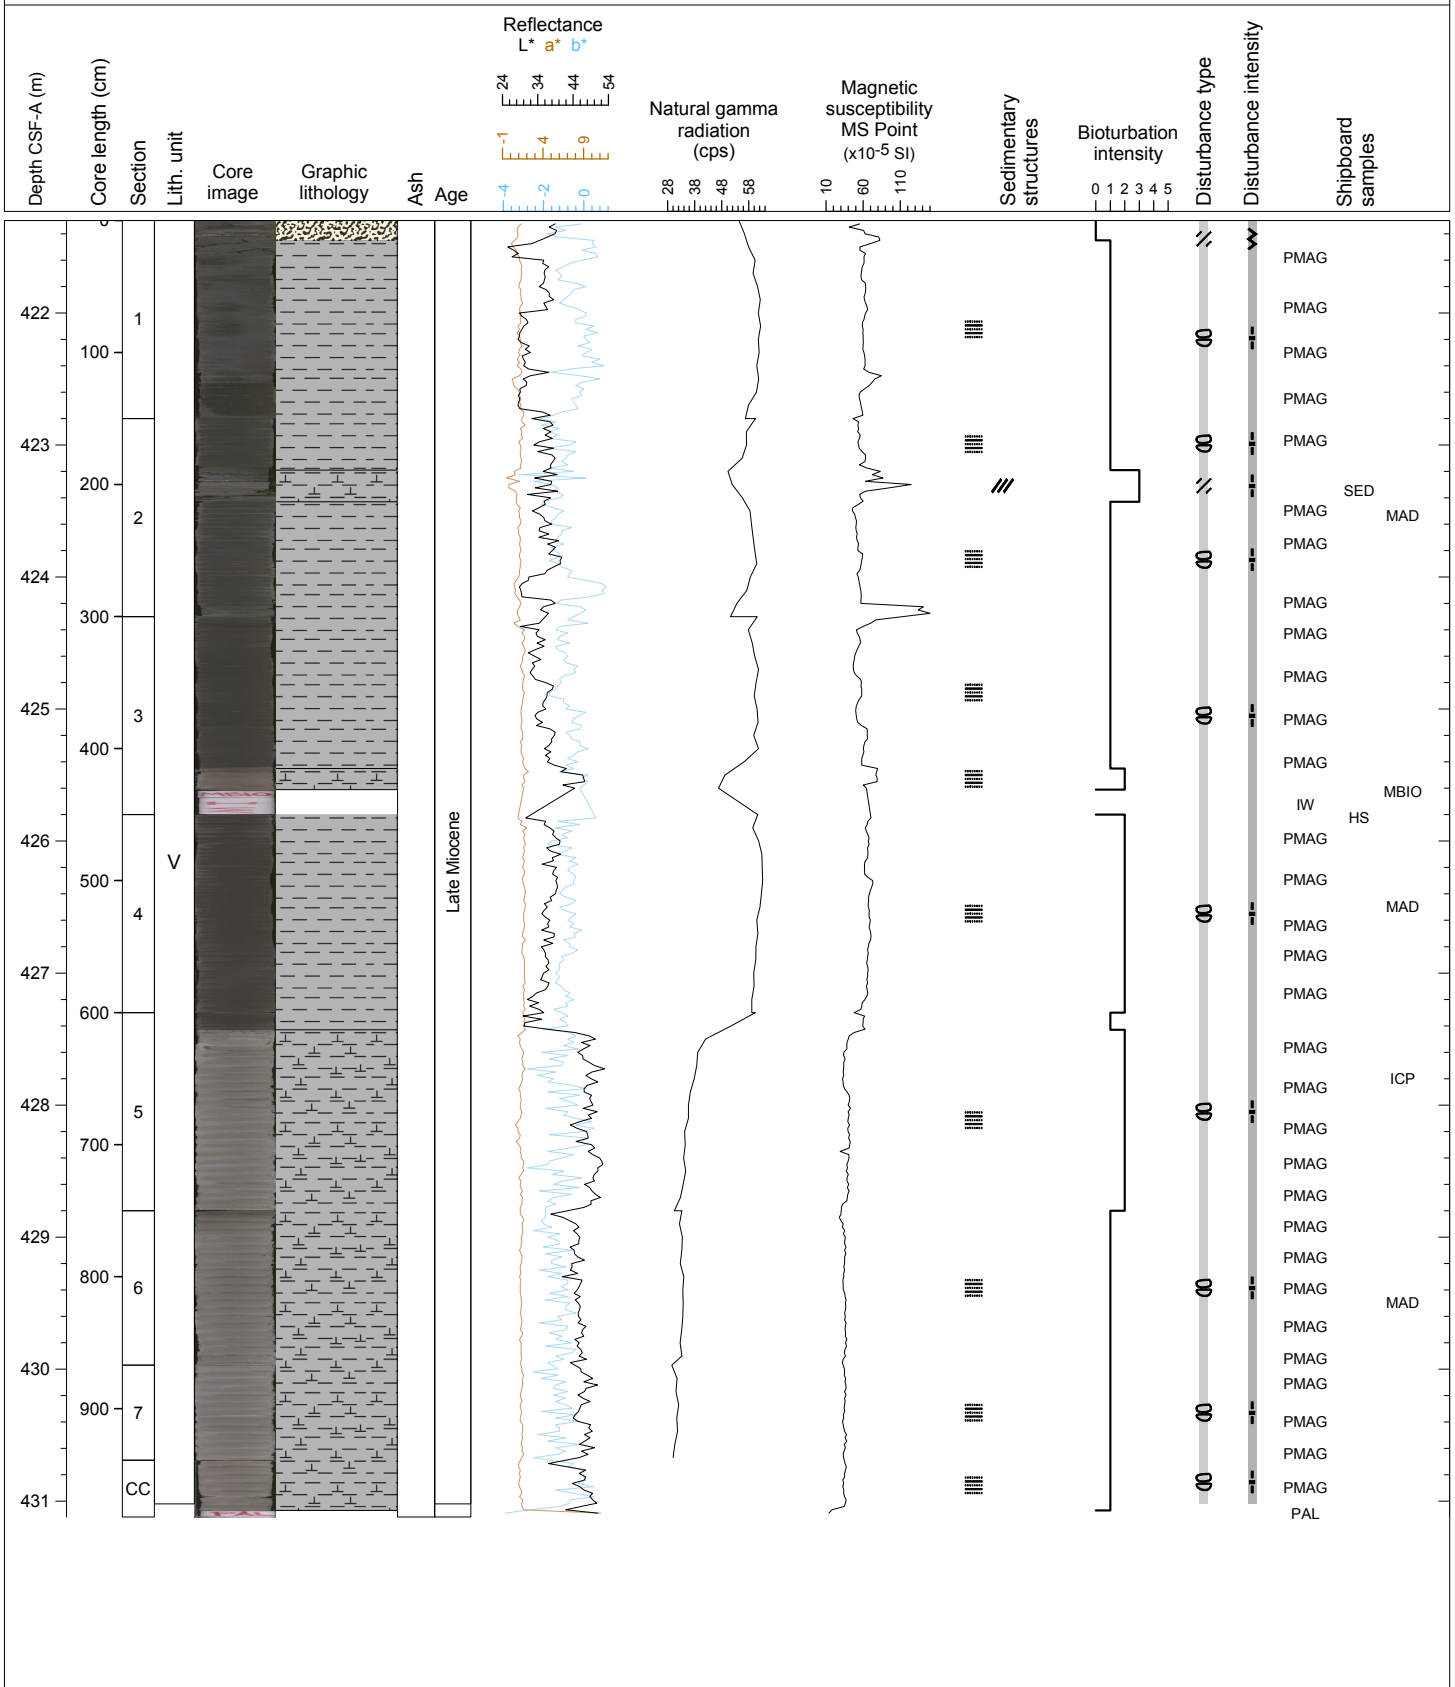 Depth CSF-A (m)
Core length (cm)
Section
Lith. unit
Core
image
Graphic
lithology
Ash
Age
Reflectance
L* a* b*
24 34 44 54
-1 4 9
-4 -2 0
Natural gamma
radiation
(cps)
28 38 48 58
Magnetic
susceptibility
MS Point
(x10-5 SI)
10 60 110
Sedimentary
structures
Bioturbation
intensity
0 1 2 3 4 5
Disturbance type
Disturbance intensity
Shipboard
samples
0
PMAG
422
1
PMAG
100
PMAG
PMAG
423
PMAG
200
SED
2
PMAG
MAD
PMAG
424
PMAG
300
PMAG
PMAG
425
3
PMAG
400
PMAG
MBIO
MBIO
IW
HS
426
PMAG
V
500
PMAG
Late Miocene
4
MAD
PMAG
PMAG
427
PMAG
600
PMAG
ICP
PMAG
428
5
PMAG
700
PMAG
PMAG
PMAG
429
PMAG
800
6
PMAG
MAD
PMAG
430
PMAG
PMAG
900
7
PMAG
PMAG
CC
PMAG
431
PAL
PAL